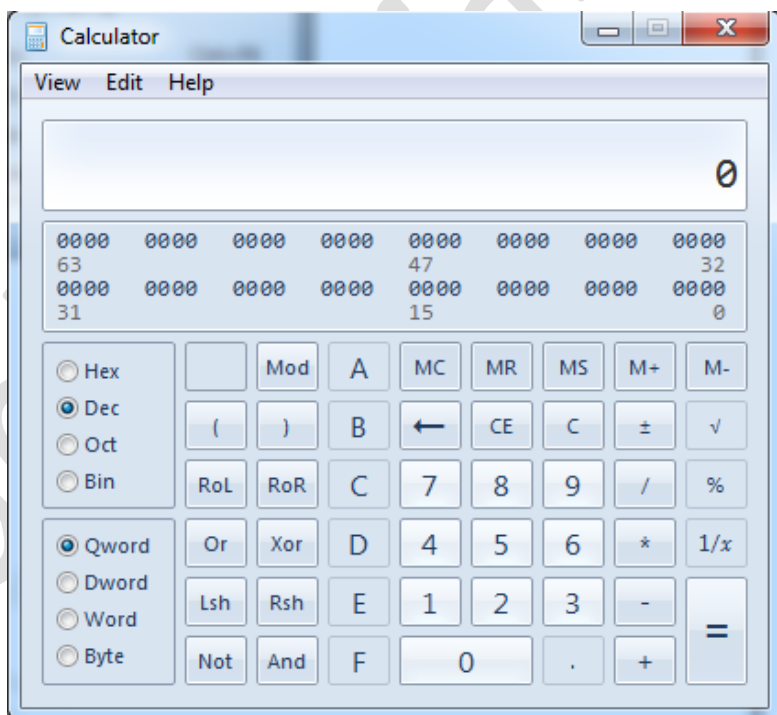 Calculator
View Edit Help
0
0000 0000 0000 0000 0000 0000 0000 0000
63 47 32
0000 0000 0000 0000 0000 0000 0000 0000
31 15 0
Hex Mod A MC MR MS M+ M-
Dec
( ) B ← CE C ± √
Oct
Bin RoL RoR C 7 8 9 / %
Qword Or Xor D 4 5 6 * 1/x
Dword
Lsh Rsh E 1 2 3 - =
Word
Byte Not And F 0 . +